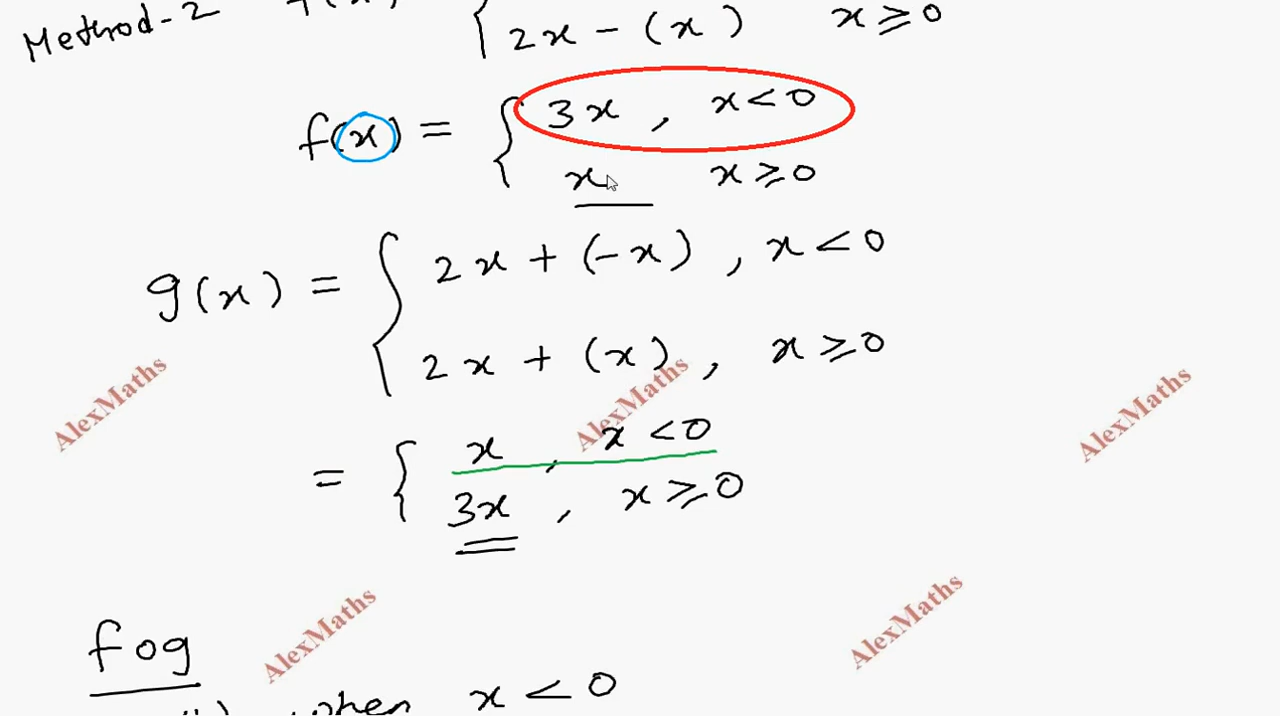 Method-2 f(x)
2x - (x) x ≥ 0
f(x) = { 3x , x < 0
x x ≥ 0
g(x) = { 2x + (-x) , x < 0
2x + (x) , x ≥ 0
= { x , x < 0
3x , x ≥ 0
fog
when x < 0
AlexMaths
AlexMaths
AlexMaths
AlexMaths
AlexMaths